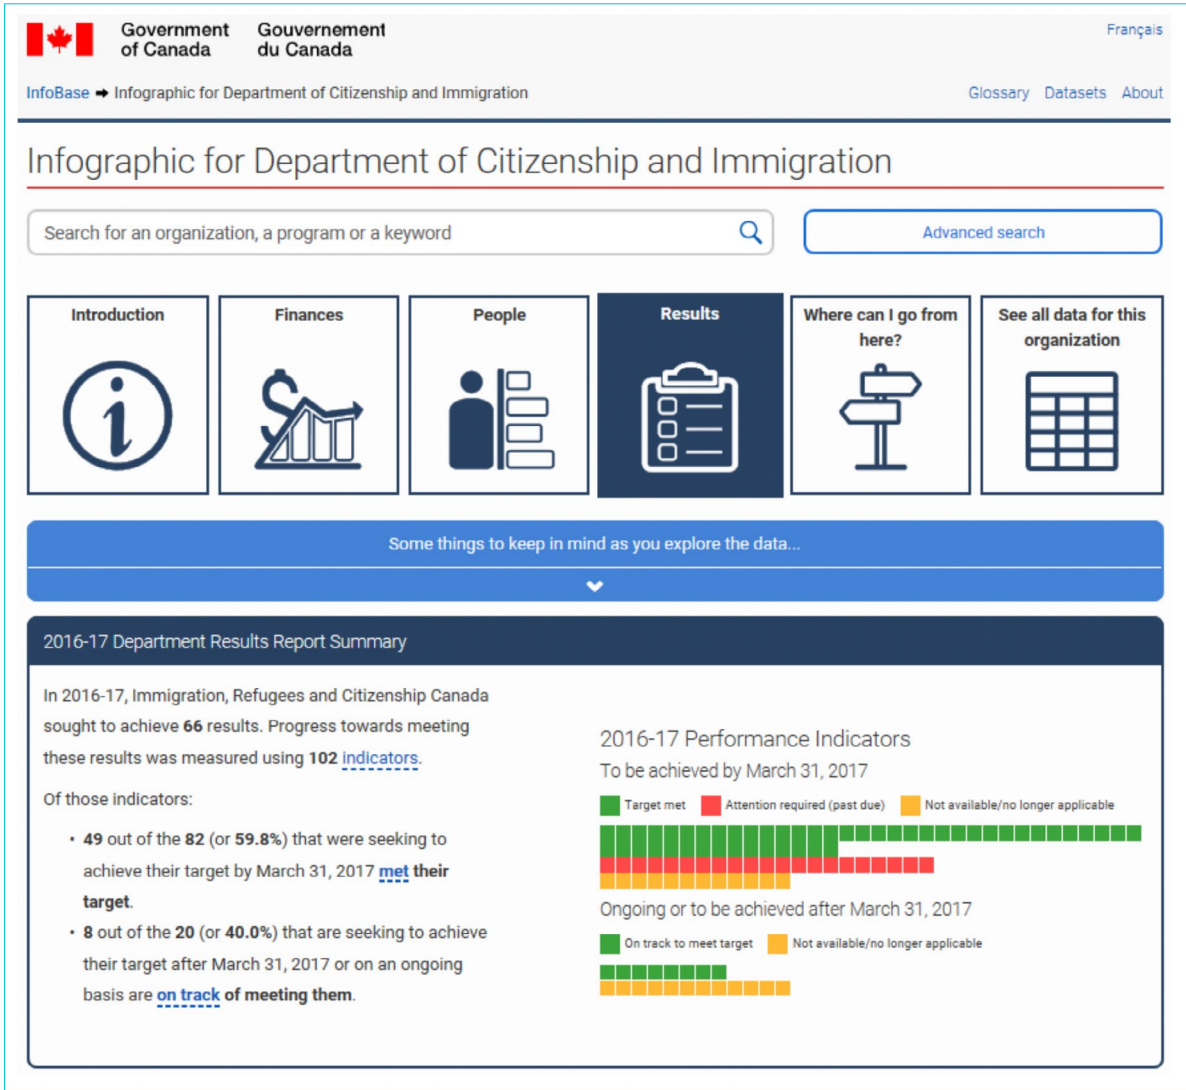 Government
of Canada
Gouvernement
du Canada
Français
InfoBase ➡ Infographic for Department of Citizenship and Immigration
Glossary Datasets About
Infographic for Department of Citizenship and Immigration
Search for an organization, a program or a keyword
Advanced search
Introduction
Finances
People
Results
Where can I go from
here?
See all data for this
organization
Some things to keep in mind as you explore the data...
2016-17 Department Results Report Summary
In 2016-17, Immigration, Refugees and Citizenship Canada
sought to achieve 66 results. Progress towards meeting
these results was measured using 102 indicators.
Of those indicators:
• 49 out of the 82 (or 59.8%) that were seeking to
achieve their target by March 31, 2017 met their
target.
• 8 out of the 20 (or 40.0%) that are seeking to achieve
their target after March 31, 2017 or on an ongoing
basis are on track of meeting them.
2016-17 Performance Indicators
To be achieved by March 31, 2017
Target met Attention required (past due) Not available/no longer applicable
Ongoing or to be achieved after March 31, 2017
On track to meet target Not available/no longer applicable